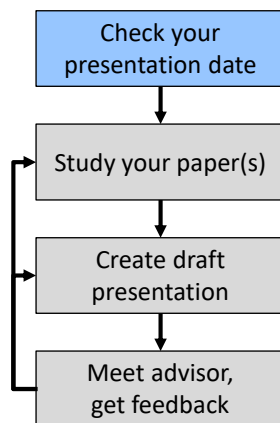 Check your
presentation date
Study your paper(s)
Create draft
presentation
Meet advisor,
get feedback